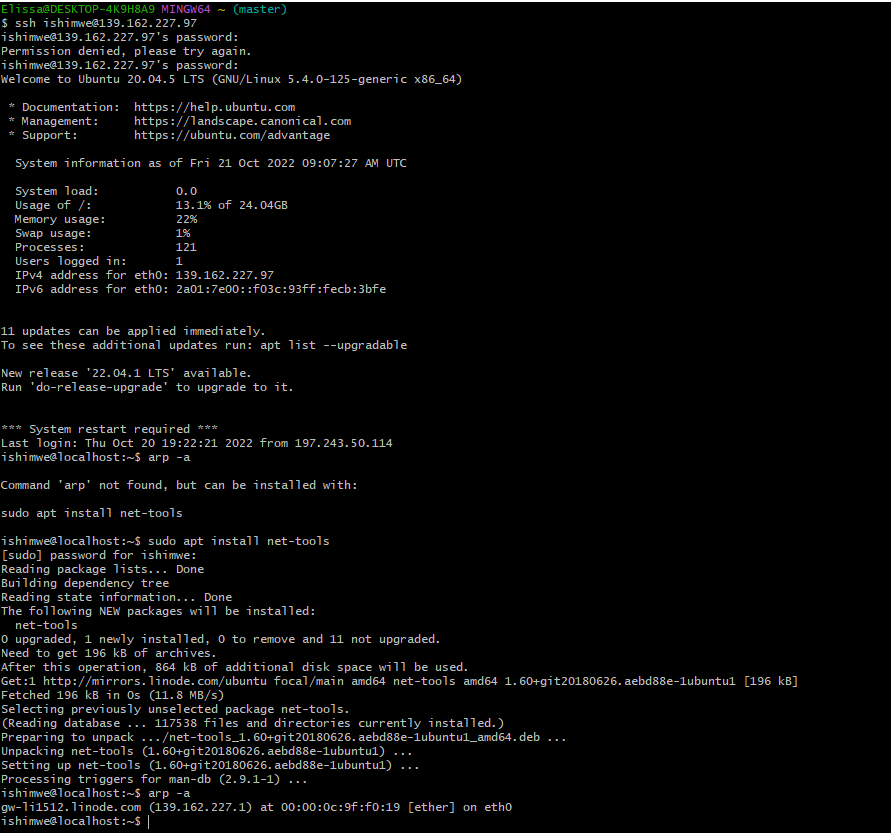 Elissa@DESKTOP-4K9H8A9 MINGW64 ~ (master)
$ ssh ishimwe@139.162.227.97
ishimwe@139.162.227.97's password:
Permission denied, please try again.
ishimwe@139.162.227.97's password:
Welcome to Ubuntu 20.04.5 LTS (GNU/Linux 5.4.0-125-generic x86_64)
* Documentation: https://help.ubuntu.com
* Management: https://landscape.canonical.com
* Support: https://ubuntu.com/advantage
System information as of Fri 21 Oct 2022 09:07:27 AM UTC
System load: 0.0
Usage of /: 13.1% of 24.04GB
Memory usage: 22%
Swap usage: 1%
Processes: 121
Users logged in: 1
IPv4 address for eth0: 139.162.227.97
IPv6 address for eth0: 2a01:7e00::f03c:93ff:fecb:3bfe
11 updates can be applied immediately.
To see these additional updates run: apt list --upgradable
New release '22.04.1 LTS' available.
Run 'do-release-upgrade' to upgrade to it.
*** System restart required ***
Last login: Thu Oct 20 19:22:21 2022 from 197.243.50.114
ishimwe@localhost:~$ arp -a
Command 'arp' not found, but can be installed with:
sudo apt install net-tools
ishimwe@localhost:~$ sudo apt install net-tools
[sudo] password for ishimwe:
Reading package lists... Done
Building dependency tree
Reading state information... Done
The following NEW packages will be installed:
net-tools
0 upgraded, 1 newly installed, 0 to remove and 11 not upgraded.
Need to get 196 kB of archives.
After this operation, 864 kB of additional disk space will be used.
Get:1 http://mirrors.linode.com/ubuntu focal/main amd64 net-tools amd64 1.60+git20180626.aebd88e-1ubuntu1 [196 kB]
Fetched 196 kB in 0s (11.8 MB/s)
Selecting previously unselected package net-tools.
(Reading database ... 117538 files and directories currently installed.)
Preparing to unpack .../net-tools_1.60+git20180626.aebd88e-1ubuntu1_amd64.deb ...
Unpacking net-tools (1.60+git20180626.aebd88e-1ubuntu1) ...
Setting up net-tools (1.60+git20180626.aebd88e-1ubuntu1) ...
Processing triggers for man-db (2.9.1-1) ...
ishimwe@localhost:~$ arp -a
gw-li1512.linode.com (139.162.227.1) at 00:00:0c:9f:f0:19 [ether] on eth0
ishimwe@localhost:~$